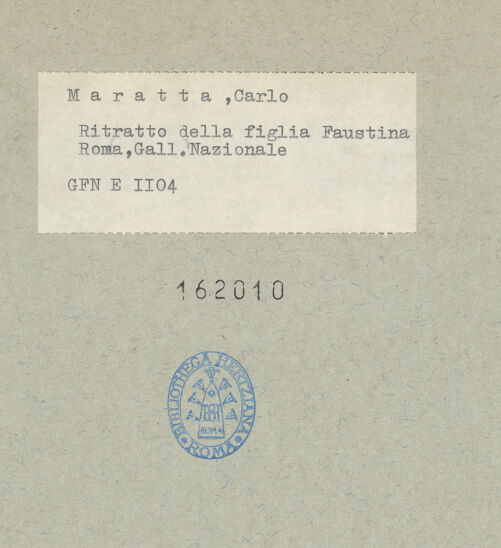 M a r a t t a ,Carlo
Ritratto della figlia Faustina
Roma,Gall.Nazionale
GFN E II04
162010
BIBLIOTHECA HERTZIANA
ROMA
ROMA